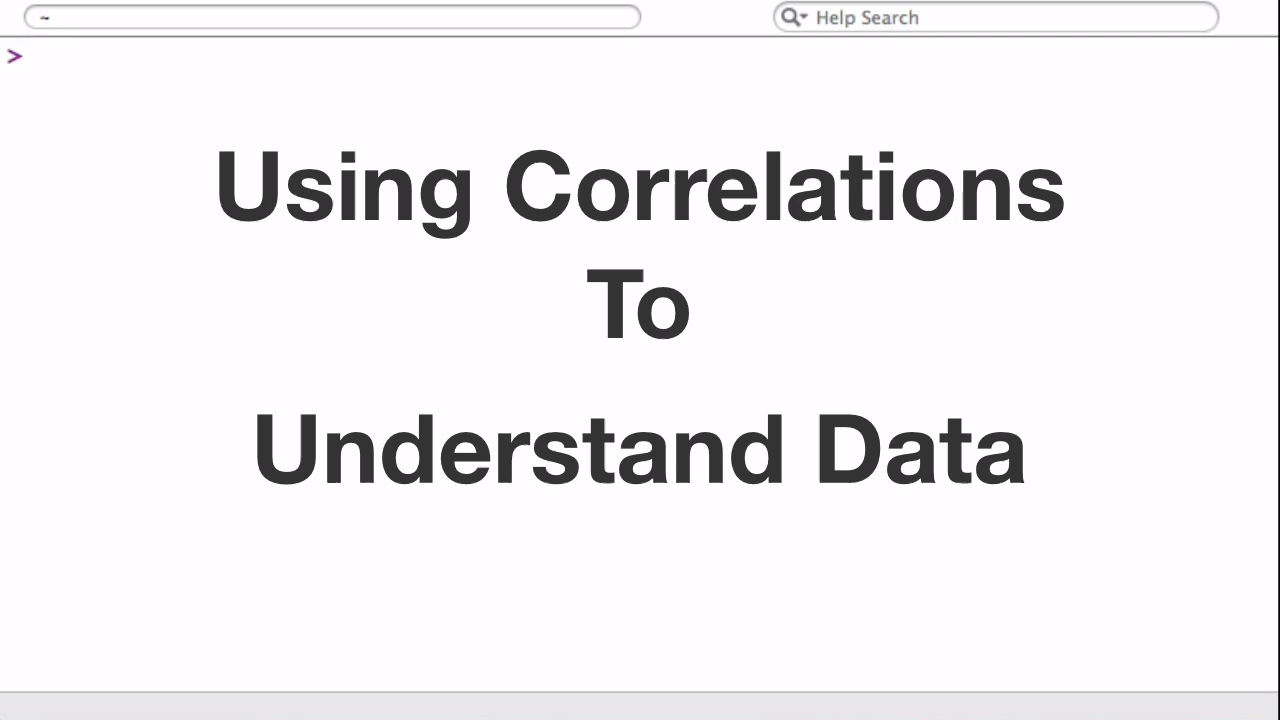 ~
Help Search
>
Using Correlations
To
Understand Data